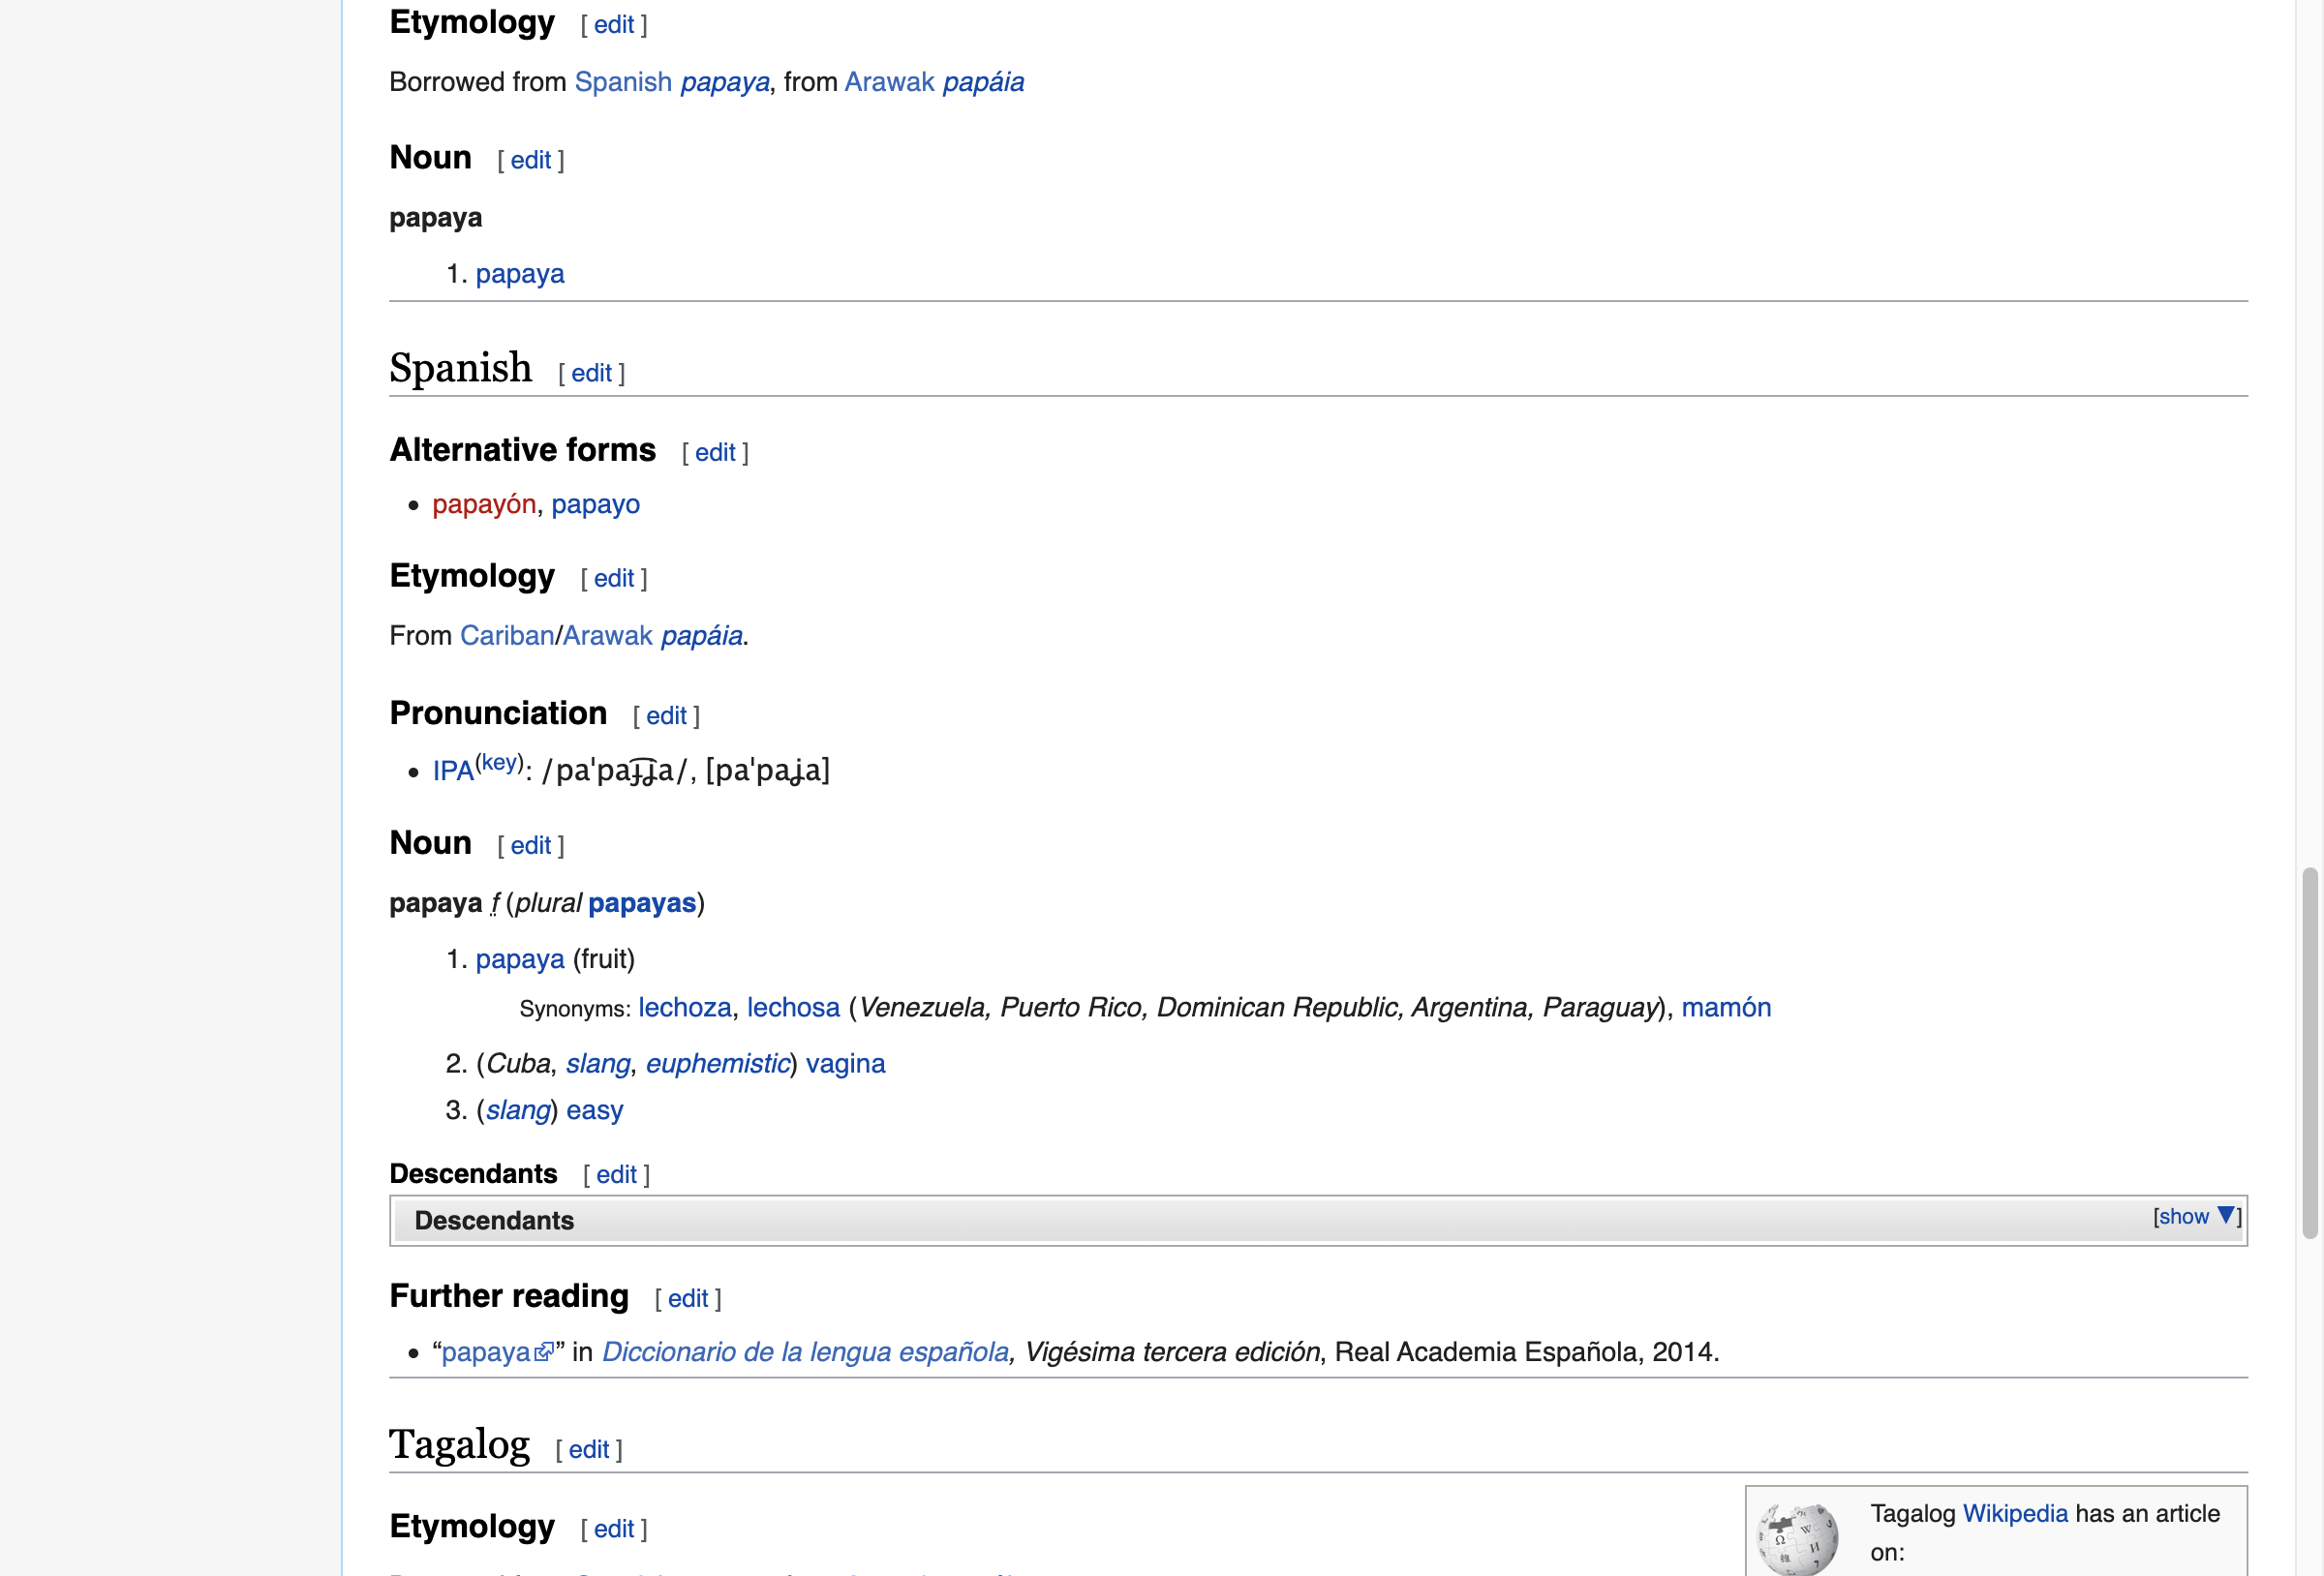 Etymology [ edit ]
Borrowed from Spanish papaya, from Arawak papáia
Noun [ edit ]
papaya
1. papaya
Spanish [ edit ]
Alternative forms [ edit ]
• papayón, papayo
Etymology [ edit ]
From Cariban/Arawak papáia.
Pronunciation [ edit ]
• IPA(key): /paˈpaɟ͡ʝa/, [paˈpaʝa]
Noun [ edit ]
papaya f (plural papayas)
1. papaya (fruit)
Synonyms: lechoza, lechosa (Venezuela, Puerto Rico, Dominican Republic, Argentina, Paraguay), mamón
2. (Cuba, slang, euphemistic) vagina
3. (slang) easy
Descendants [ edit ]
Descendants [show ▼]
Further reading [ edit ]
• “papaya” in Diccionario de la lengua española, Vigésima tercera edición, Real Academia Española, 2014.
Tagalog [ edit ]
Etymology [ edit ]
Tagalog Wikipedia has an article
on: